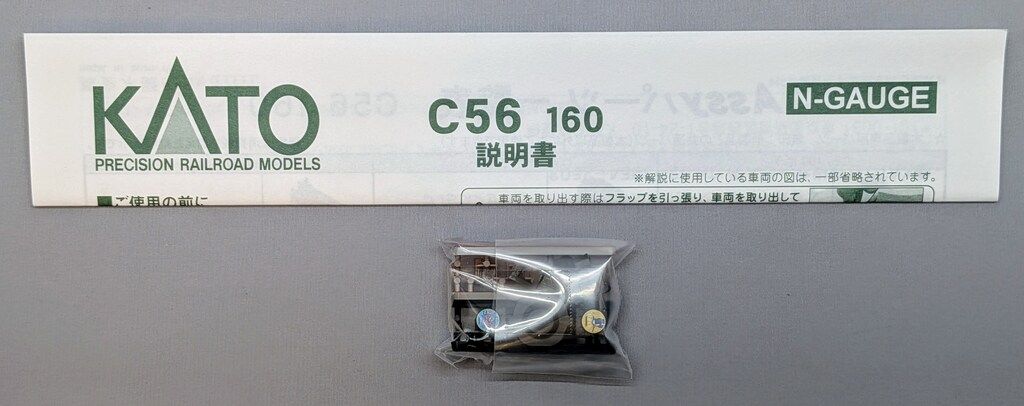 KATO
PRECISION RAILROAD MODELS
C56 160
説明書
N-GAUGE
※解説に使用している車両の図は、一部省略されています。
■ご使用の前に
車両を取り出す際はフラップを引っ張り、車両を取り出して